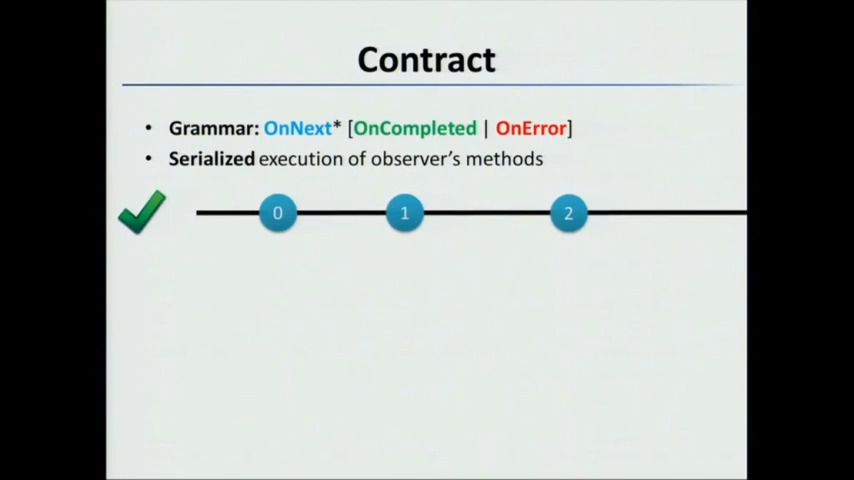 Contract
• Grammar: OnNext* [OnCompleted | OnError]
• Serialized execution of observer's methods
0 1 2